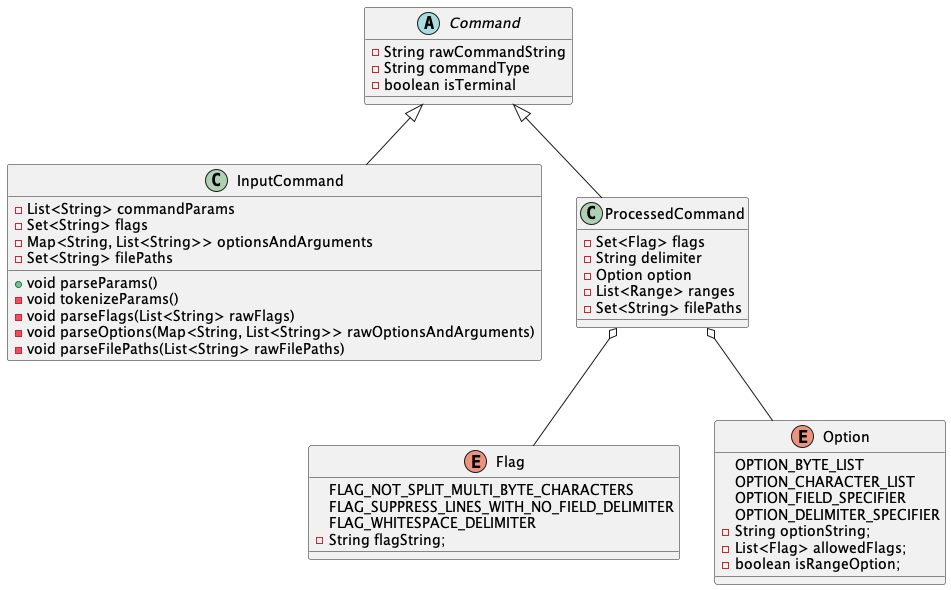 A Command
String rawCommandString
String commandType
boolean isTerminal
C InputCommand
List<String> commandParams
Set<String> flags
Map<String, List<String>> optionsAndArguments
Set<String> filePaths
void parseParams()
void tokenizeParams()
void parseFlags(List<String> rawFlags)
void parseOptions(Map<String, List<String>> rawOptionsAndArguments)
void parseFilePaths(List<String> rawFilePaths)
C ProcessedCommand
Set<Flag> flags
String delimiter
Option option
List<Range> ranges
Set<String> filePaths
E Flag
FLAG_NOT_SPLIT_MULTI_BYTE_CHARACTERS
FLAG_SUPPRESS_LINES_WITH_NO_FIELD_DELIMITER
FLAG_WHITESPACE_DELIMITER
String flagString;
E Option
OPTION_BYTE_LIST
OPTION_CHARACTER_LIST
OPTION_FIELD_SPECIFIER
OPTION_DELIMITER_SPECIFIER
String optionString;
List<Flag> allowedFlags;
boolean isRangeOption;